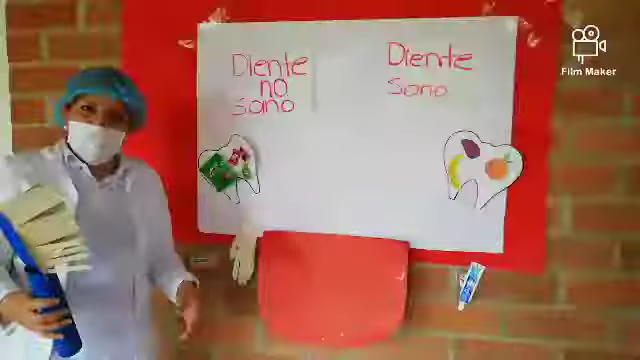 Diente
no
sano
Diente
Sano
Film Maker